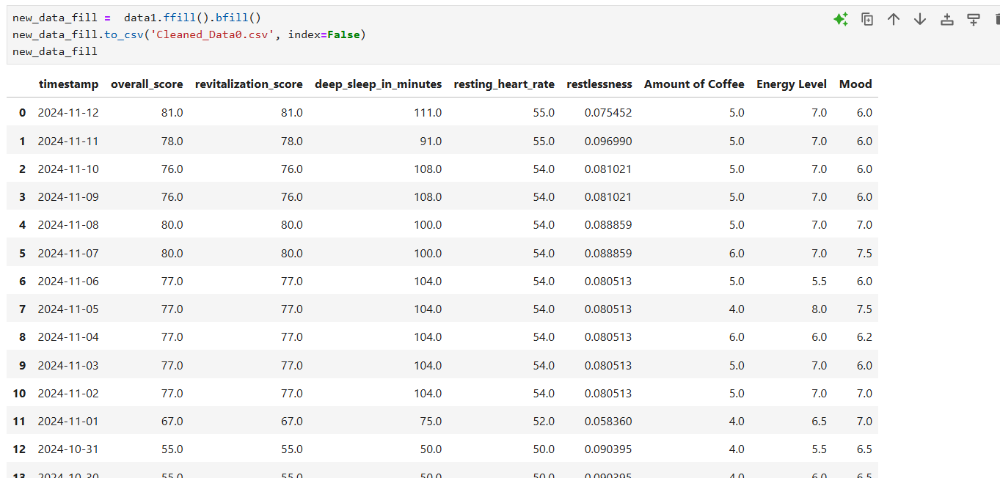 new_data_fill =  data1.ffill().bfill()
new_data_fill.to_csv('Cleaned_Data0.csv', index=False)
new_data_fill
timestamp overall_score revitalization_score deep_sleep_in_minutes resting_heart_rate restlessness Amount of Coffee Energy Level Mood
0 2024-11-12 81.0 81.0 111.0 55.0 0.075452 5.0 7.0 6.0
1 2024-11-11 78.0 78.0 91.0 55.0 0.096990 5.0 7.0 6.0
2 2024-11-10 76.0 76.0 108.0 54.0 0.081021 5.0 7.0 6.0
3 2024-11-09 76.0 76.0 108.0 54.0 0.081021 5.0 7.0 6.0
4 2024-11-08 80.0 80.0 100.0 54.0 0.088859 5.0 7.0 7.0
5 2024-11-07 80.0 80.0 100.0 54.0 0.088859 6.0 7.0 7.5
6 2024-11-06 77.0 77.0 104.0 54.0 0.080513 5.0 5.5 6.0
7 2024-11-05 77.0 77.0 104.0 54.0 0.080513 4.0 8.0 7.5
8 2024-11-04 77.0 77.0 104.0 54.0 0.080513 6.0 6.0 6.2
9 2024-11-03 77.0 77.0 104.0 54.0 0.080513 5.0 7.0 6.0
10 2024-11-02 77.0 77.0 104.0 54.0 0.080513 5.0 7.0 7.0
11 2024-11-01 67.0 67.0 75.0 52.0 0.058360 4.0 6.5 7.0
12 2024-10-31 55.0 55.0 50.0 50.0 0.090395 4.0 5.5 6.5
13 2024-10-30 55.0 55.0 50.0 50.0 0.090395 4.0 6.0 6.5